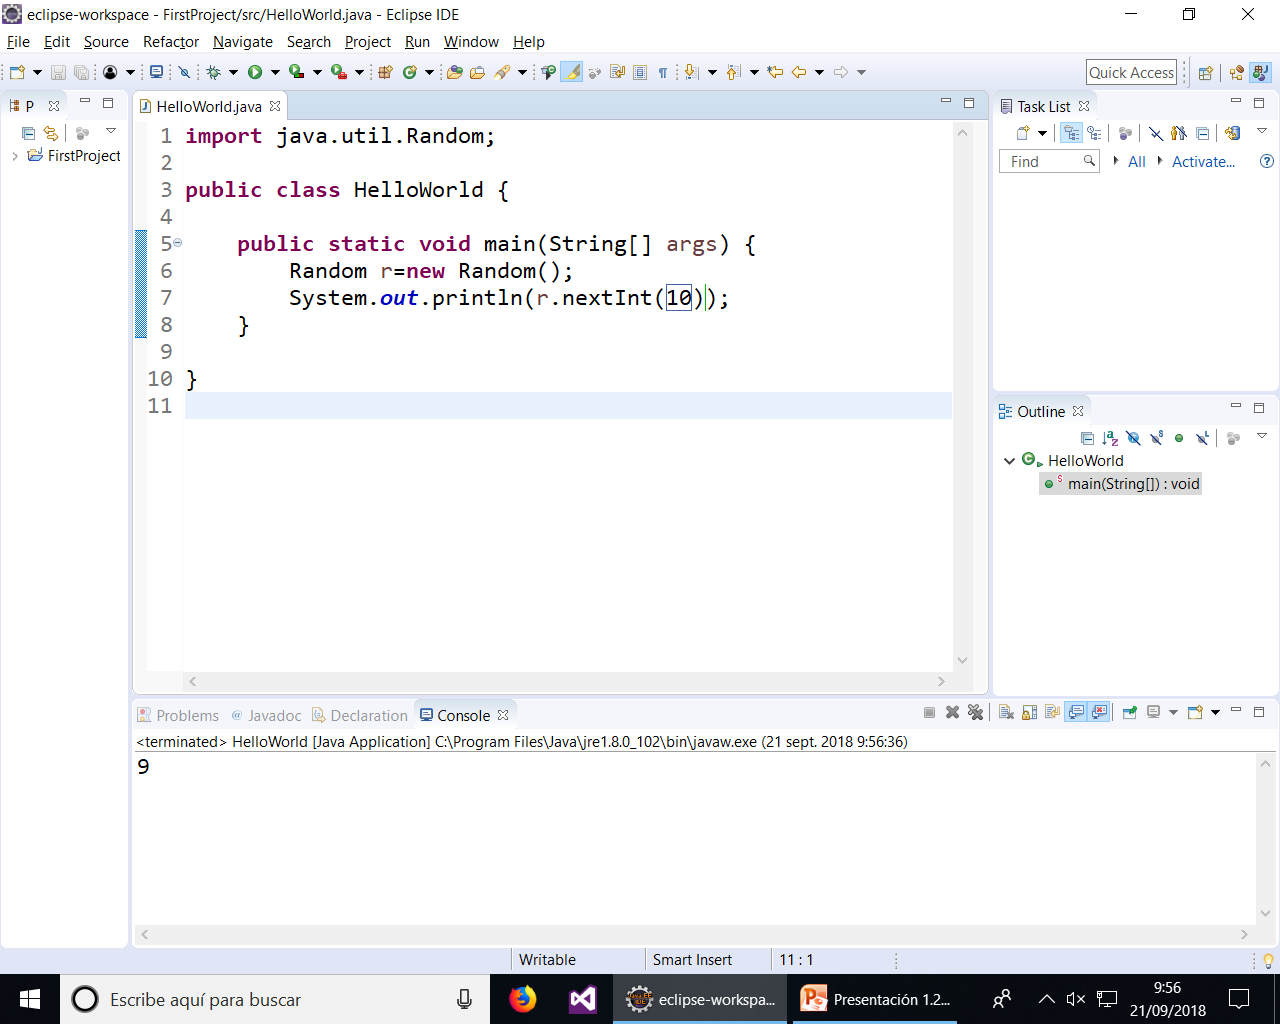 eclipse-workspace - FirstProject/src/HelloWorld.java - Eclipse IDE
File Edit Source Refactor Navigate Search Project Run Window Help
Quick Access
P
FirstProject
HelloWorld.java
1 import java.util.Random;
2
3 public class HelloWorld {
4
5 public static void main(String[] args) {
6 Random r=new Random();
7 System.out.println(r.nextInt(10));
8 }
9
10 }
11
Task List
Find All Activate...
Outline
HelloWorld
main(String[]) : void
Problems @ Javadoc Declaration Console
<terminated> HelloWorld [Java Application] C:\Program Files\Java\jre1.8.0_102\bin\javaw.exe (21 sept. 2018 9:56:36)
9
Writable Smart Insert 11 : 1
Escribe aquí para buscar
eclipse-workspa...
Presentación 1.2...
9:56
21/09/2018